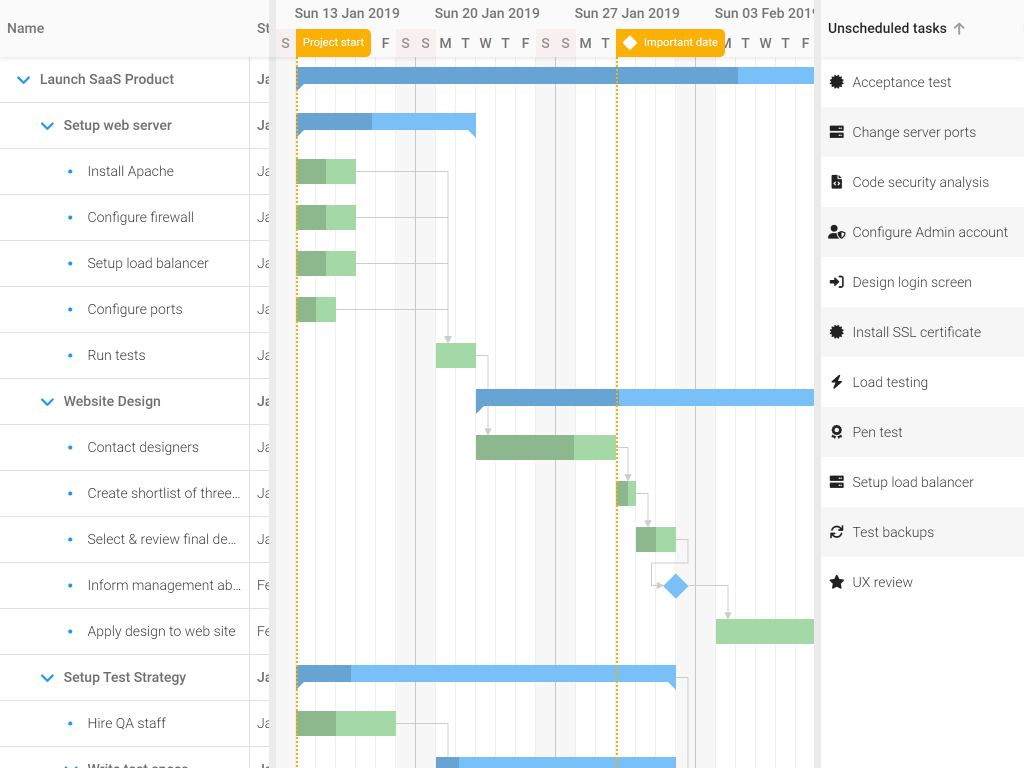 Name
St
Sun 13 Jan 2019
Sun 20 Jan 2019
Sun 27 Jan 2019
Sun 03 Feb 2019
S
Project start
F
S
S
M
T
W
T
F
S
S
M
T
Important date
M
T
W
T
F
Launch SaaS Product
Ja
Setup web server
Ja
Install Apache
Ja
Configure firewall
Ja
Setup load balancer
Ja
Configure ports
Ja
Run tests
Ja
Website Design
Ja
Contact designers
Ja
Create shortlist of three...
Ja
Select & review final de...
Ja
Inform management ab...
Fe
Apply design to web site
Fe
Setup Test Strategy
Ja
Hire QA staff
Ja
Write test specs
Ja
Unscheduled tasks
Acceptance test
Change server ports
Code security analysis
Configure Admin account
Design login screen
Install SSL certificate
Load testing
Pen test
Setup load balancer
Test backups
UX review